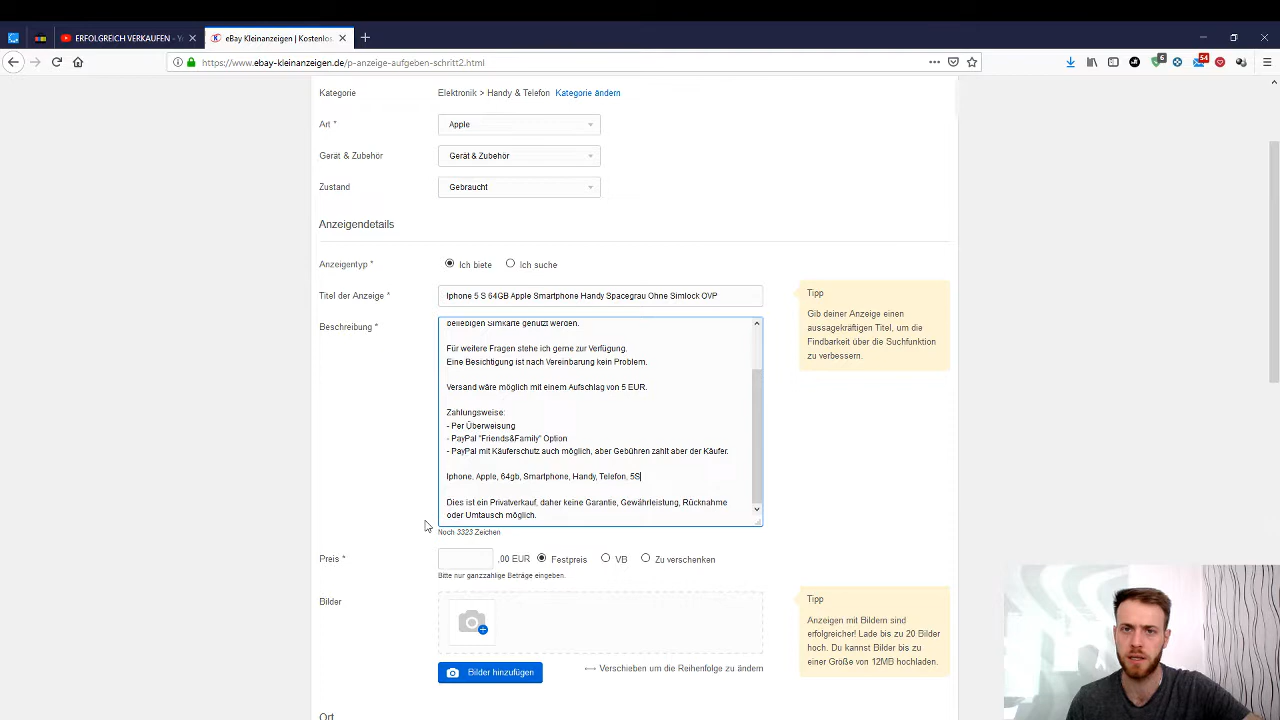 ERFOLGREICH VERKAUFEN - Yo
eBay Kleinanzeigen | Kostenlos.
https://www.ebay-kleinanzeigen.de/p-anzeige-aufgeben-schritt2.html
6
54
Kategorie Elektronik > Handy & Telefon Kategorie ändern
Art * Apple
Gerät & Zubehör Gerät & Zubehör
Zustand Gebraucht
Anzeigendetails
Anzeigentyp * Ich biete Ich suche
Titel der Anzeige * Iphone 5 S 64GB Apple Smartphone Handy Spacegrau Ohne Simlock OVP
Beschreibung *
beliebigen Simkarte genutzt werden.
Für weitere Fragen stehe ich gerne zur Verfügung.
Eine Besichtigung ist nach Vereinbarung kein Problem.
Versand wäre möglich mit einem Aufschlag von 5 EUR.
Zahlungsweise:
- Per Überweisung
- PayPal "Friends&Family" Option
- PayPal mit Käuferschutz auch möglich, aber Gebühren zahlt aber der Käufer.
Iphone, Apple, 64gb, Smartphone, Handy, Telefon, 5S
Dies ist ein Privatverkauf, daher keine Garantie, Gewährleistung, Rücknahme
oder Umtausch möglich.
Noch 3323 Zeichen
Tipp
Gib deiner Anzeige einen
aussagekräftigen Titel, um die
Findbarkeit über die Suchfunktion
zu verbessern.
Preis * ,00 EUR Festpreis VB Zu verschenken
Bitte nur ganzzahlige Beträge eingeben.
Bilder
Bilder hinzufügen Verschieben um die Reihenfolge zu ändern
Tipp
Anzeigen mit Bildern sind
erfolgreicher! Lade bis zu 20 Bilder
hoch. Du kannst Bilder bis zu
einer Größe von 12MB hochladen.
Ort